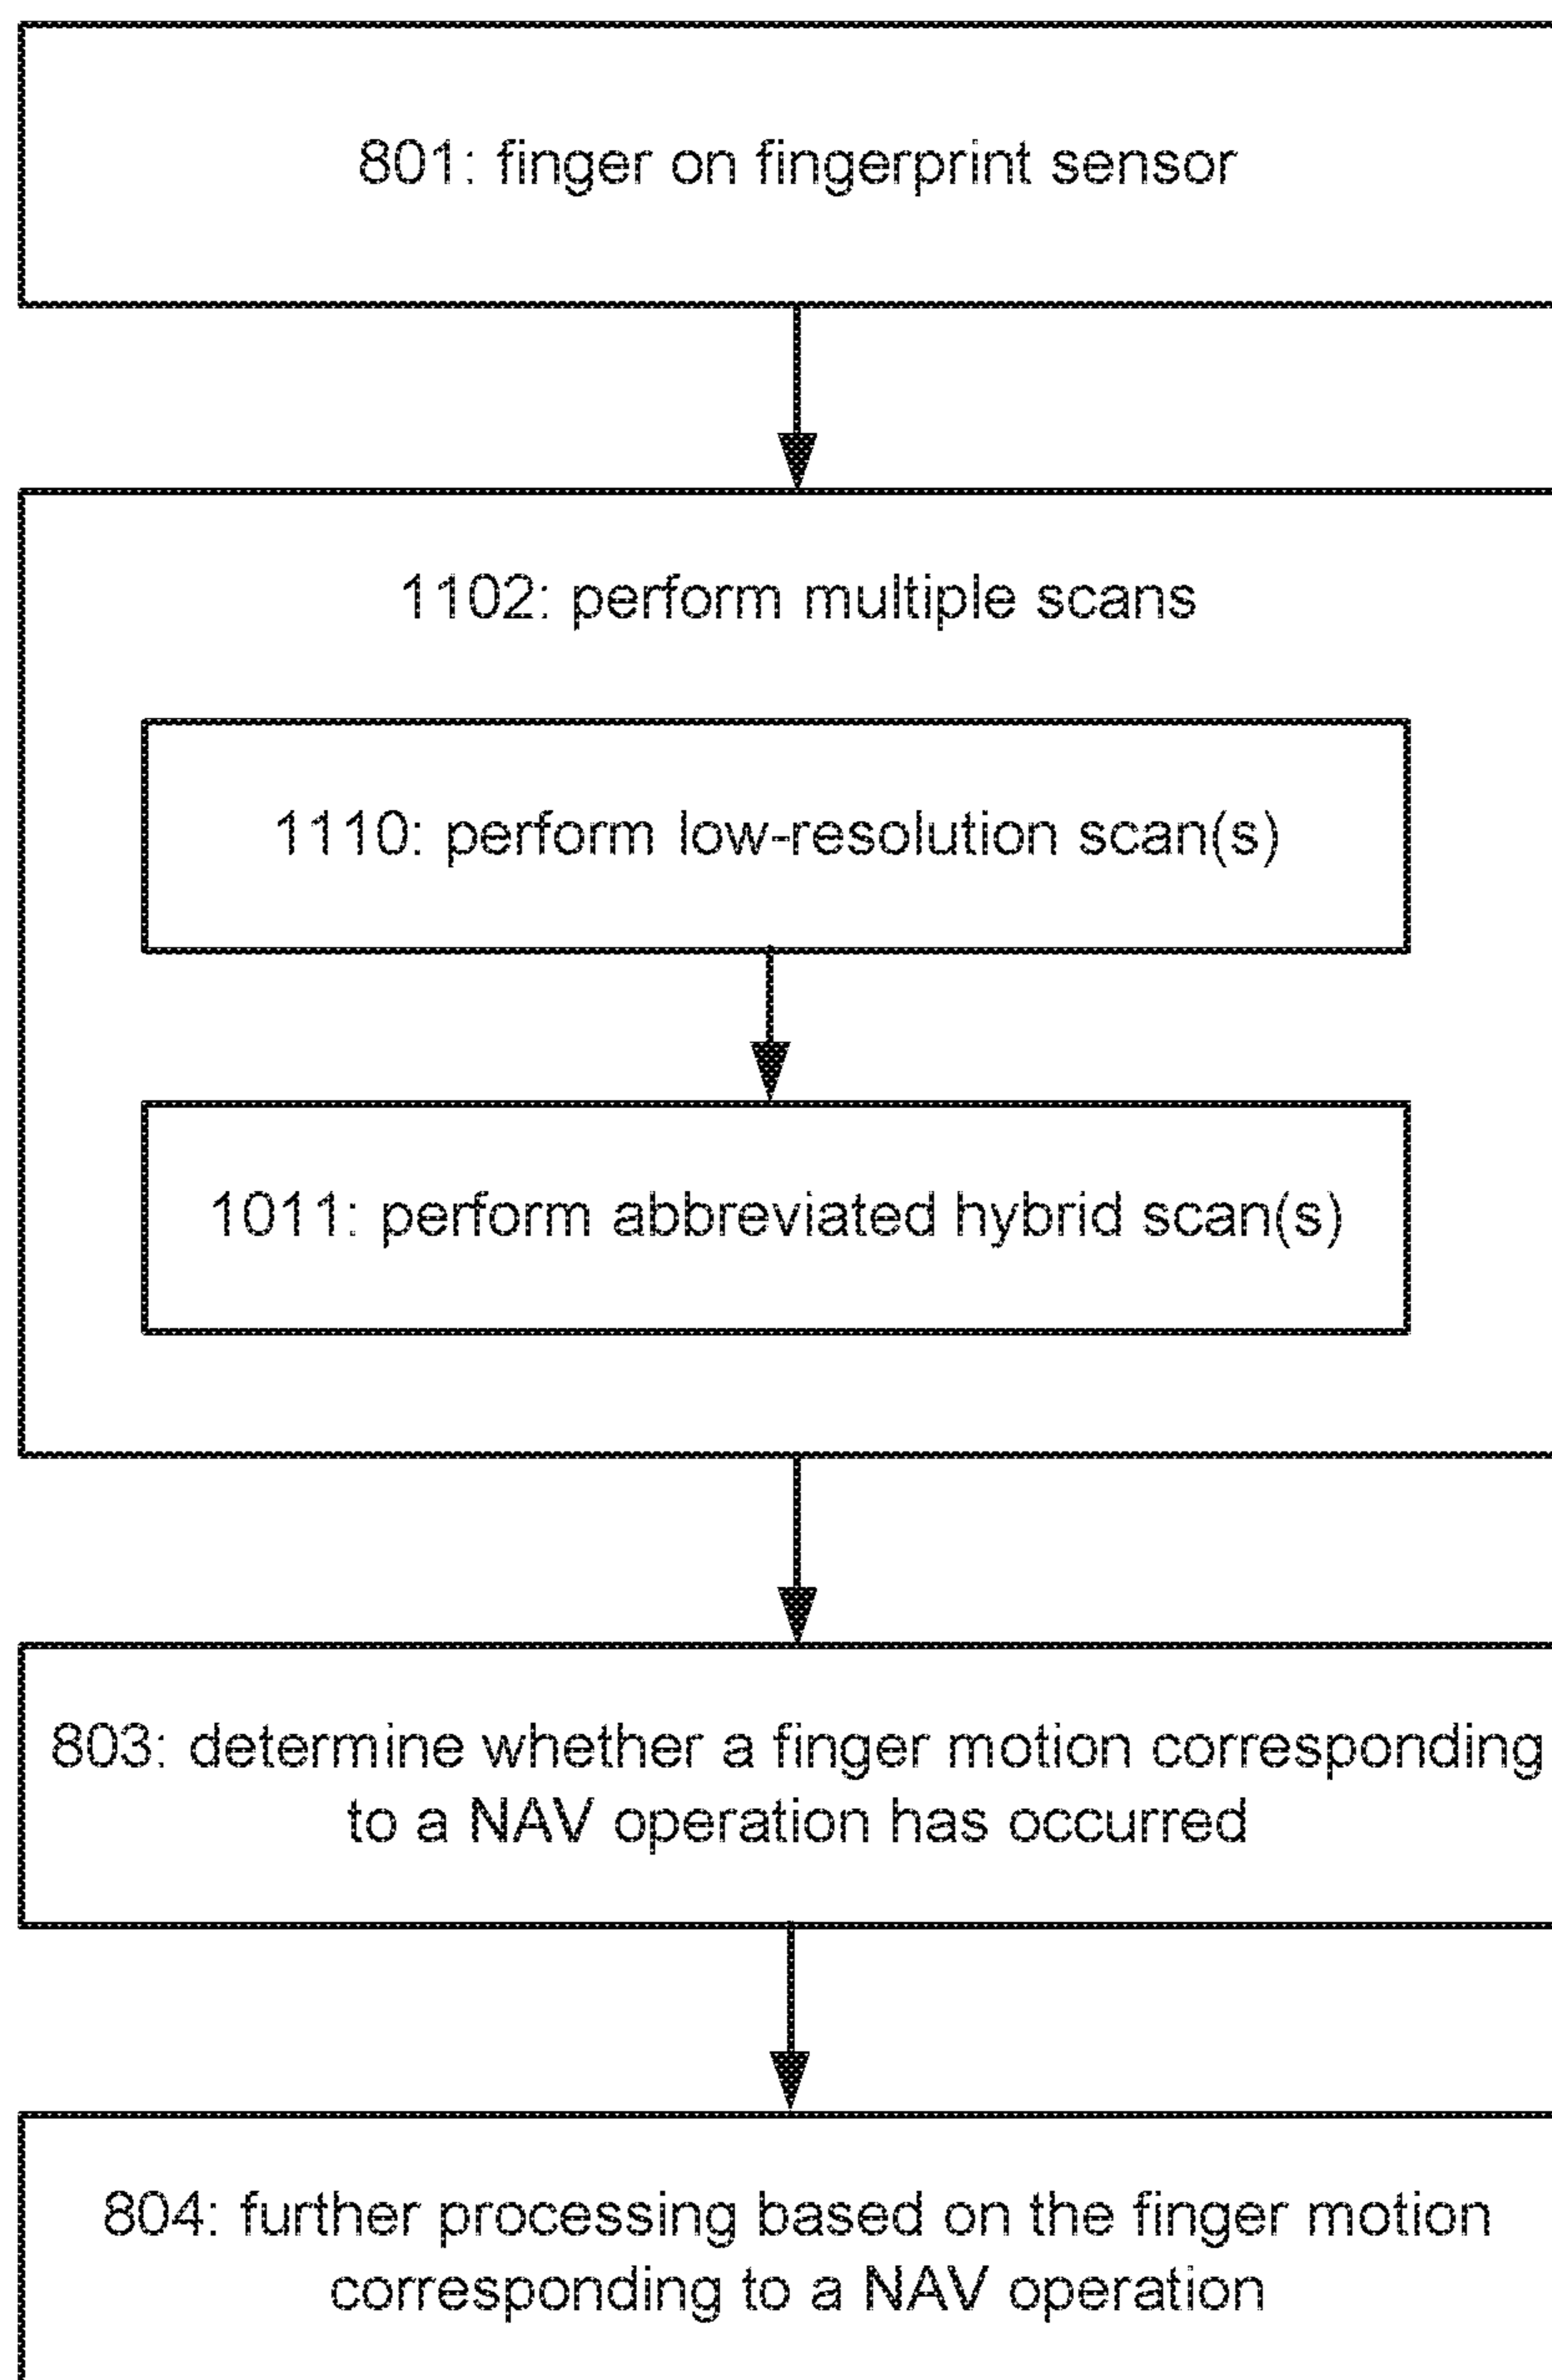 801: finger on fingerprint sensor
1102: perform multiple scans
1110: perform low-resolution scan(s)
1011: perform abbreviated hybrid scan(s)
803: determine whether a finger motion corresponding
to a NAV operation has occurred
804: further processing based on the finger motion
corresponding to a NAV operation